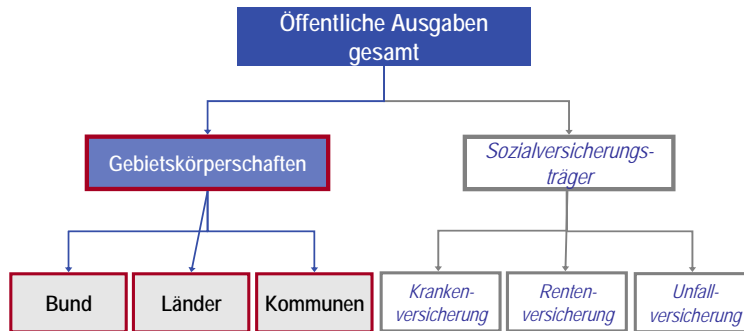 Öffentliche Ausgaben
gesamt
Gebietskörperschaften
Sozialversicherungs-
träger
Bund
Länder
Kommunen
Kranken-
versicherung
Renten-
versicherung
Unfall-
versicherung